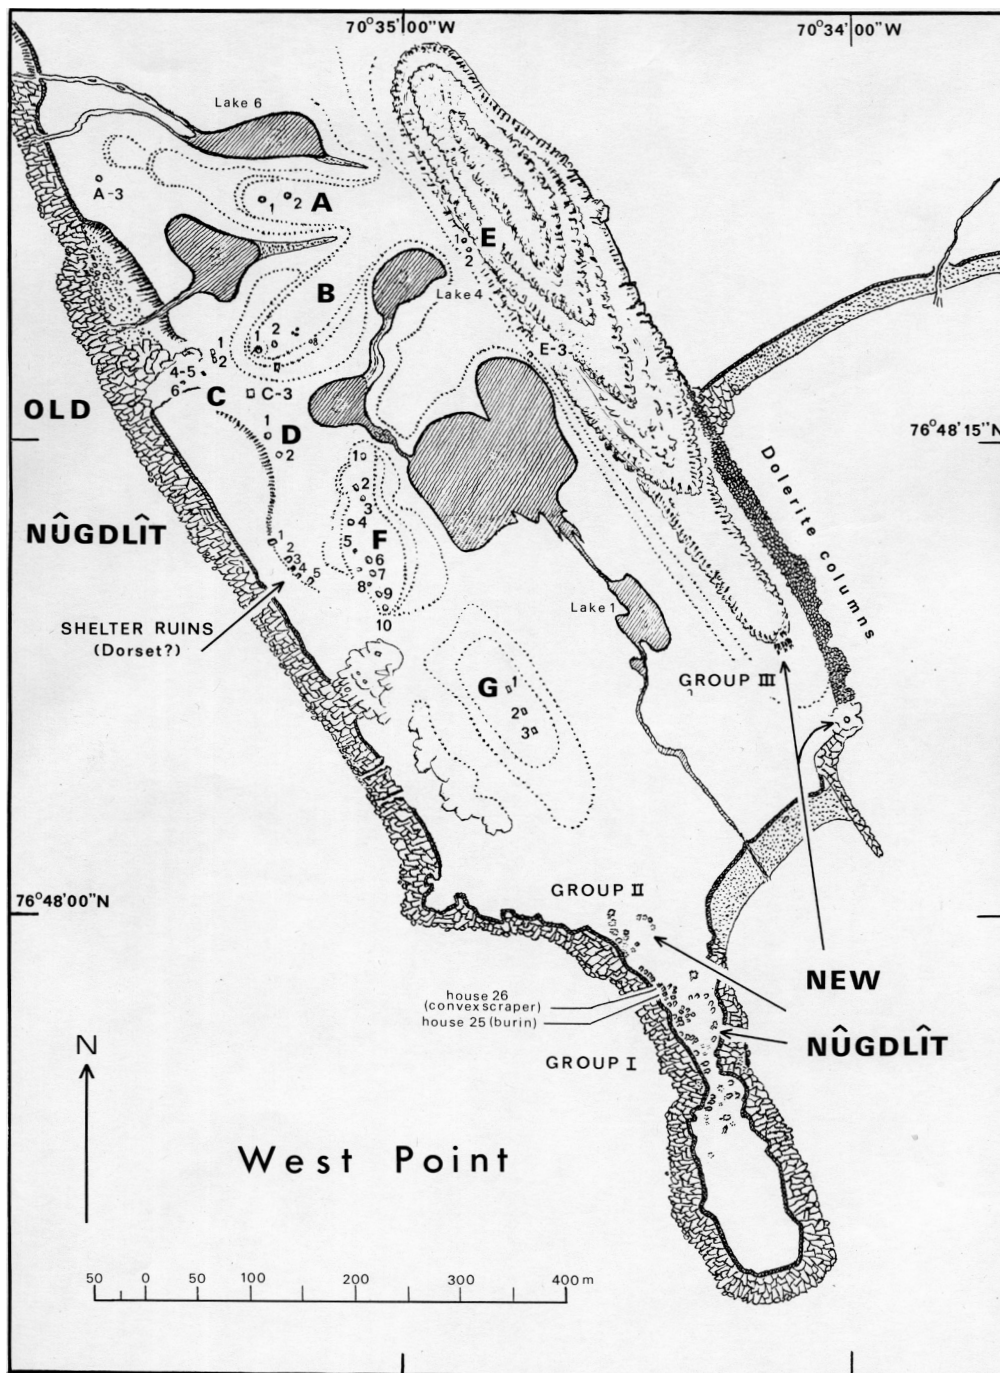 70°35'00"W
70°34'00"W
Lake 6
A-3
1
2
A
1
2
E
B
Lake 4
1
2
1
2
4-5
6
C
C-3
E-3
OLD
NÛGDLÎT
76°48'15"N
1
2
D
Dolerite columns
1
2
3
4
5
F
6
7
8
9
10
1
2
3
4
5
SHELTER RUINS
(Dorset?)
Lake 1
GROUP III
G
1
2
3
76°48'00"N
GROUP II
NEW
NÛGDLÎT
house 26
(convex scraper)
house 25 (burin)
GROUP I
N
West Point
50 0 50 100 200 300 400 m